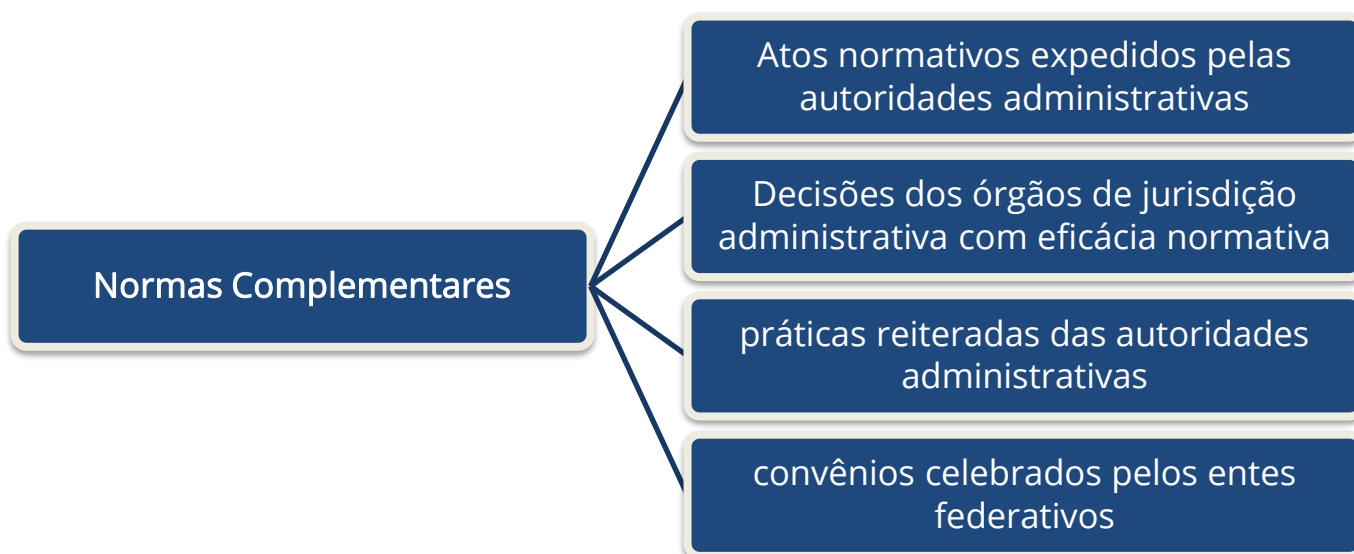 Atos normativos expedidos pelas
autoridades administrativas
Decisões dos órgãos de jurisdição
administrativa com eficácia normativa
Normas Complementares
práticas reiteradas das autoridades
administrativas
convênios celebrados pelos entes
federativos